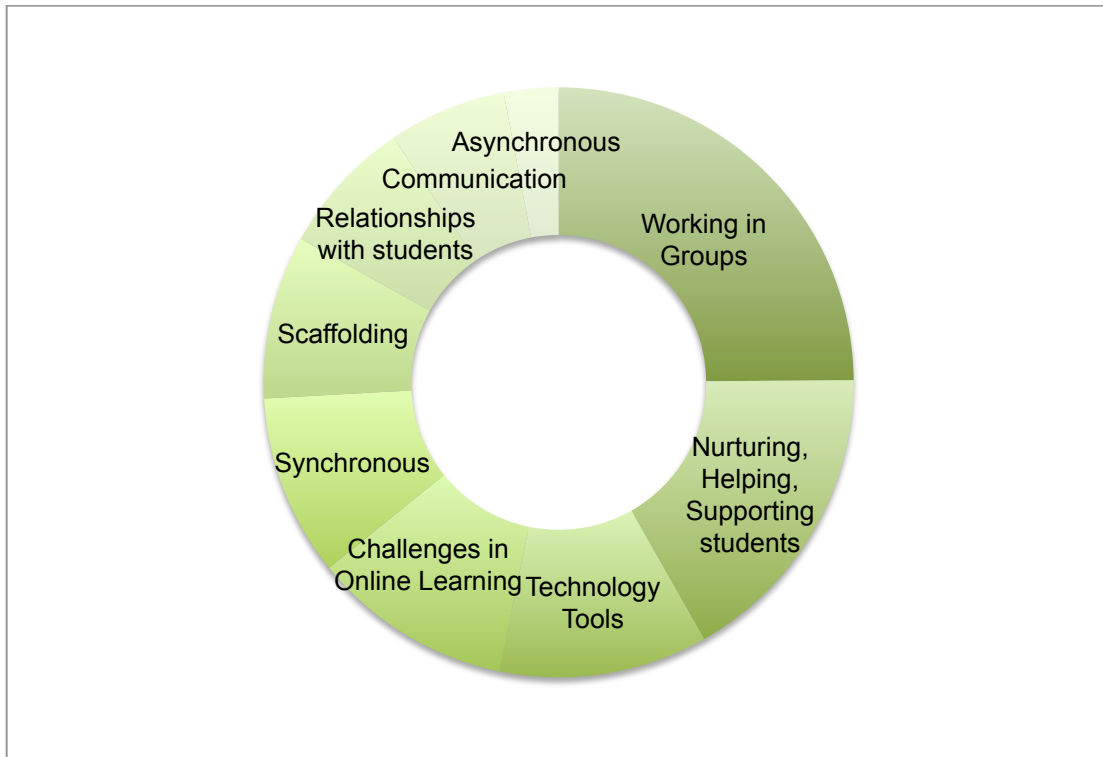 Asynchronous
Communication
Relationships
with students
Working in
Groups
Scaffolding
Synchronous
Nurturing,
Helping,
Supporting
students
Challenges in
Online Learning
Technology
Tools